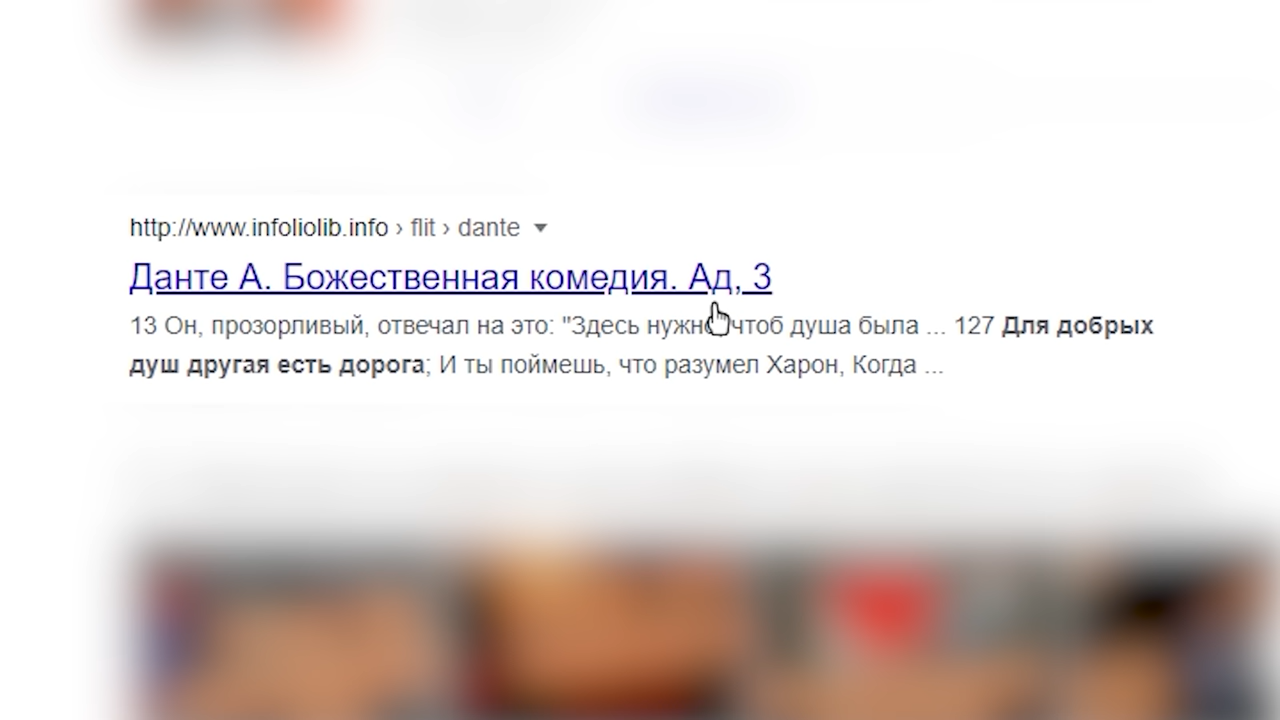 http://www.infoliolib.info › flit › dante
Данте А. Божественная комедия. Ад, 3
13 Он, прозорливый, отвечал на это: "Здесь нужно чтоб душа была ... 127 Для добрых
душ другая есть дорога; И ты поймешь, что разумел Харон, Когда ...